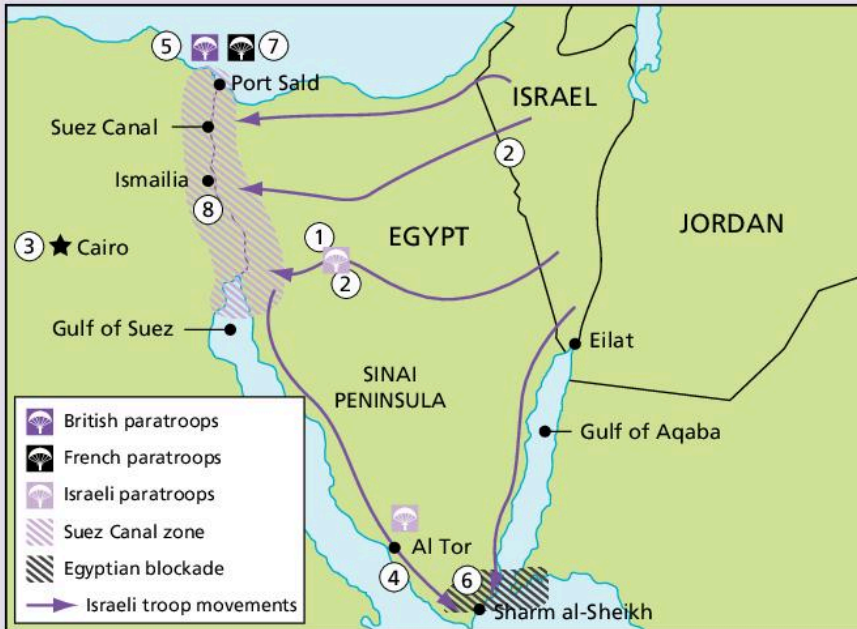 5
7
Port Sald
ISRAEL
Suez Canal
2
Ismailia
8
1
EGYPT
JORDAN
3
Cairo
2
Gulf of Suez
Eilat
SINAI
PENINSULA
Gulf of Aqaba
British paratroops
French paratroops
Israeli paratroops
Suez Canal zone
Egyptian blockade
Israeli troop movements
Al Tor
4
6
Sharm al-Sheikh